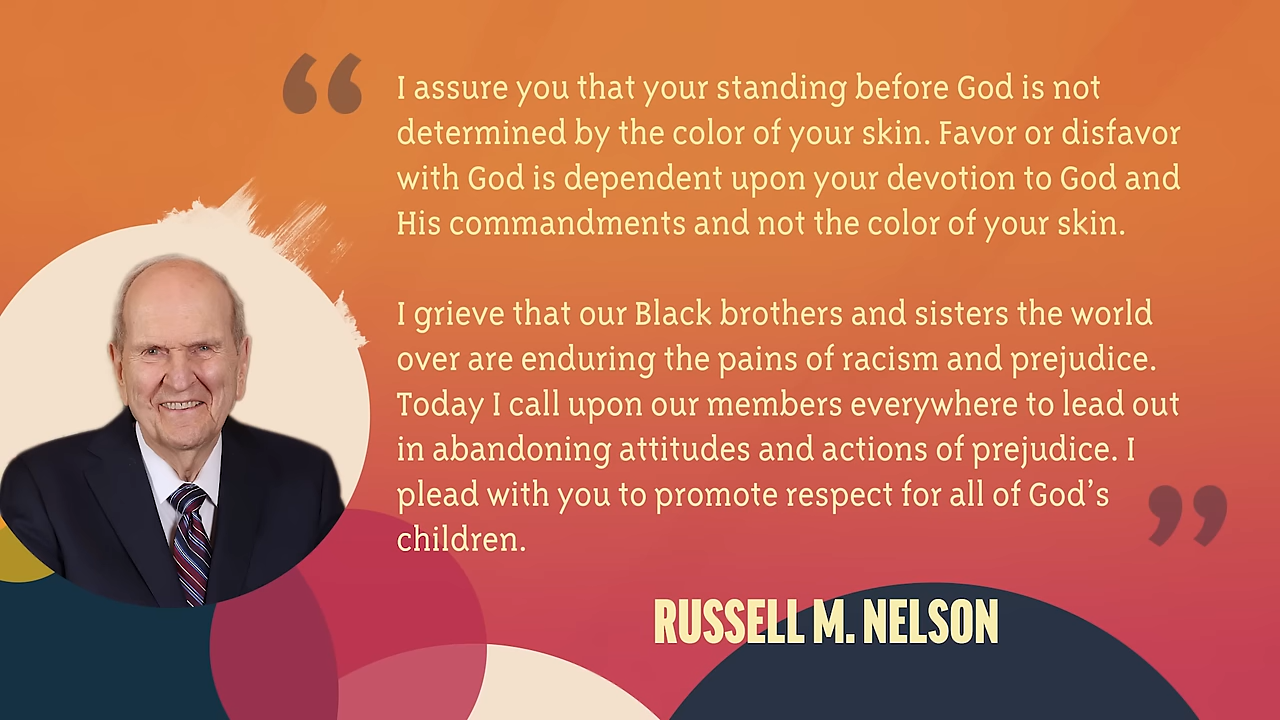 I assure you that your standing before God is not
determined by the color of your skin. Favor or disfavor
with God is dependent upon your devotion to God and
His commandments and not the color of your skin.
I grieve that our Black brothers and sisters the world
over are enduring the pains of racism and prejudice.
Today I call upon our members everywhere to lead out
in abandoning attitudes and actions of prejudice. I
plead with you to promote respect for all of God’s
children.
RUSSELL M. NELSON